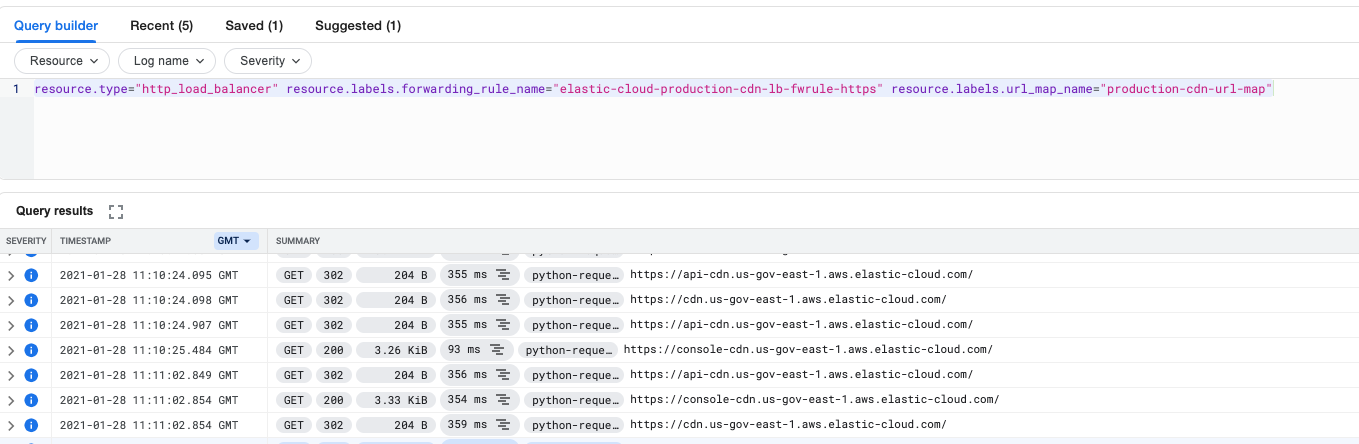 Query builder Recent (5) Saved (1) Suggested (1)
Resource Log name Severity
1 resource.type="http_load_balancer" resource.labels.forwarding_rule_name="elastic-cloud-production-cdn-lb-fwrule-https" resource.labels.url_map_name="production-cdn-url-map"
Query results
SEVERITY TIMESTAMP GMT SUMMARY
2021-01-28 11:10:24.095 GMT GET 302 204 B 355 ms python-reque… https://api-cdn.us-gov-east-1.aws.elastic-cloud.com/
2021-01-28 11:10:24.098 GMT GET 302 204 B 356 ms python-reque… https://cdn.us-gov-east-1.aws.elastic-cloud.com/
2021-01-28 11:10:24.907 GMT GET 302 204 B 355 ms python-reque… https://api-cdn.us-gov-east-1.aws.elastic-cloud.com/
2021-01-28 11:10:25.484 GMT GET 200 3.26 KiB 93 ms python-reque… https://console-cdn.us-gov-east-1.aws.elastic-cloud.com/
2021-01-28 11:11:02.849 GMT GET 302 204 B 356 ms python-reque… https://api-cdn.us-gov-east-1.aws.elastic-cloud.com/
2021-01-28 11:11:02.854 GMT GET 200 3.33 KiB 354 ms python-reque… https://console-cdn.us-gov-east-1.aws.elastic-cloud.com/
2021-01-28 11:11:02.854 GMT GET 302 204 B 359 ms python-reque… https://cdn.us-gov-east-1.aws.elastic-cloud.com/